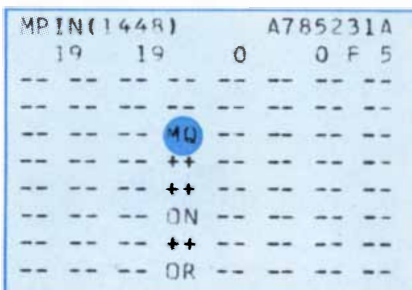 MPIN(1448) A785231A
19 19 0 0 F 5
-- -- -- -- -- -- -- --
-- -- -- -- -- -- -- --
-- -- -- MQ -- -- -- --
-- -- -- ++ -- -- -- --
-- -- -- ++ -- -- -- --
-- -- -- ON -- -- -- --
-- -- -- ++ -- -- -- --
-- -- -- OR -- -- -- --